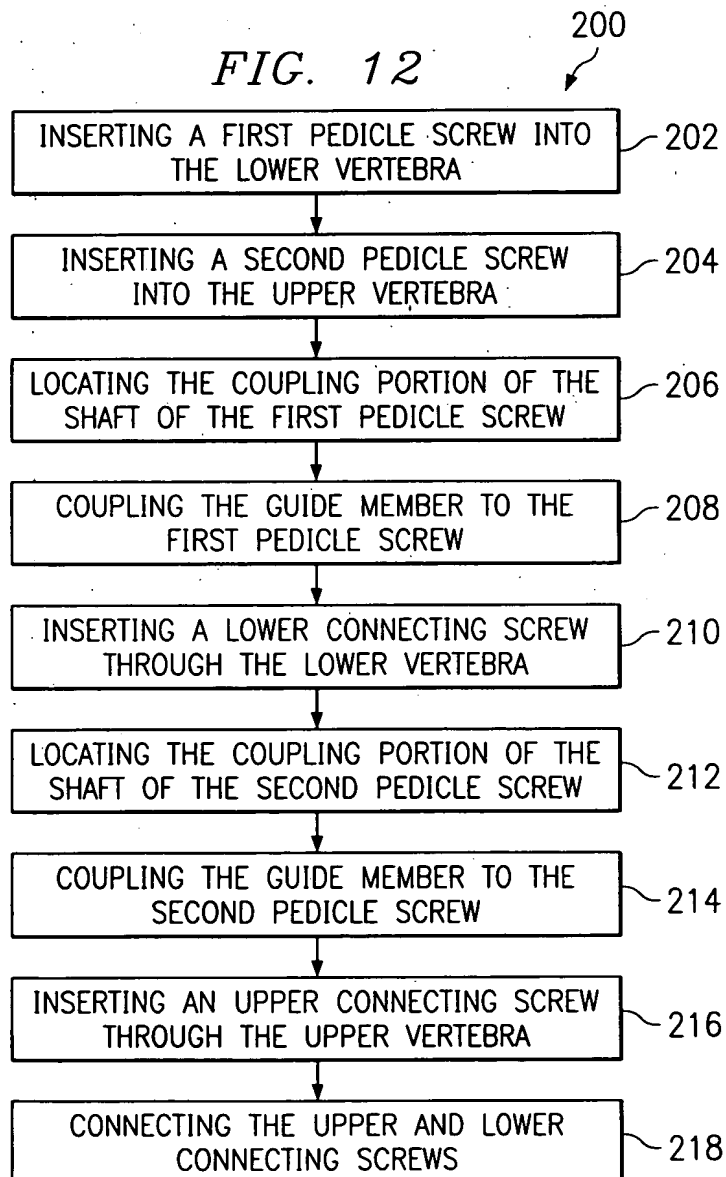 200
FIG. 12
INSERTING A FIRST PEDICLE SCREW INTO
THE LOWER VERTEBRA
202
INSERTING A SECOND PEDICLE SCREW
INTO THE UPPER VERTEBRA
204
LOCATING THE COUPLING PORTION OF THE
SHAFT OF THE FIRST PEDICLE SCREW
206
COUPLING THE GUIDE MEMBER TO THE
FIRST PEDICLE SCREW
208
INSERTING A LOWER CONNECTING SCREW
THROUGH THE LOWER VERTEBRA
210
LOCATING THE COUPLING PORTION OF THE
SHAFT OF THE SECOND PEDICLE SCREW
212
COUPLING THE GUIDE MEMBER TO THE
SECOND PEDICLE SCREW
214
INSERTING AN UPPER CONNECTING SCREW
THROUGH THE UPPER VERTEBRA
216
CONNECTING THE UPPER AND LOWER
CONNECTING SCREWS
218